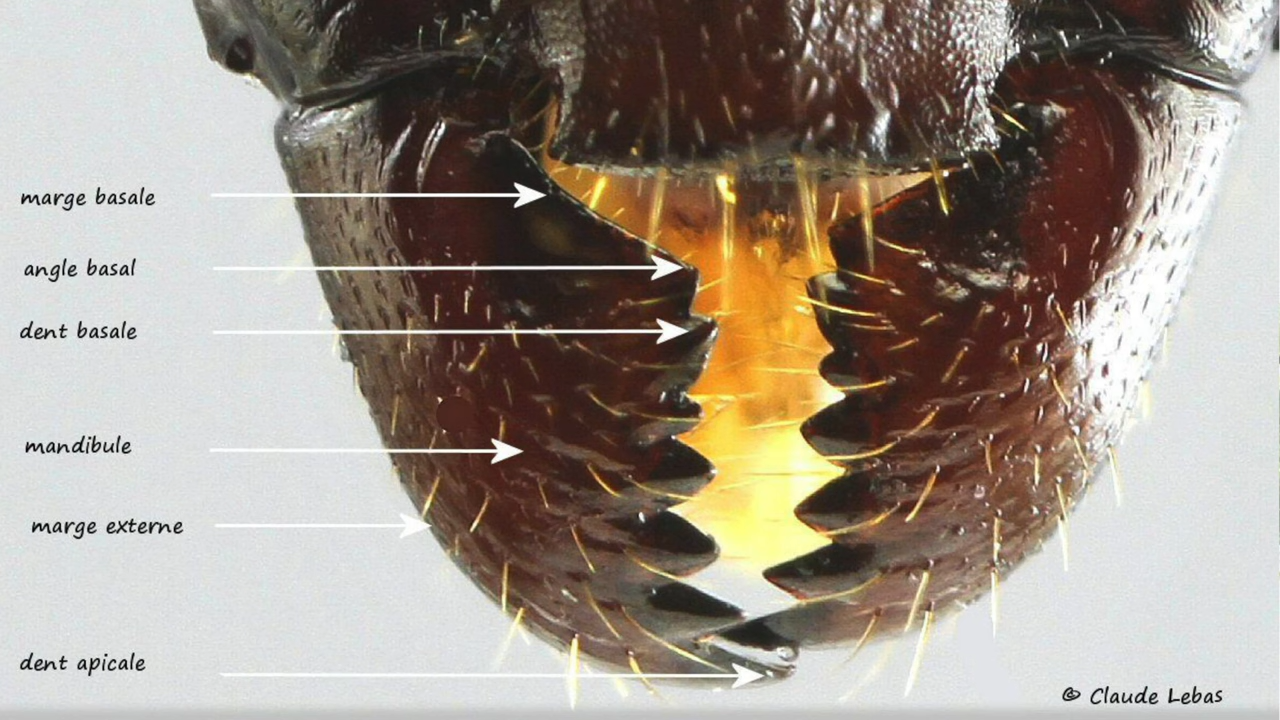 marge basale
angle basal
dent basale
mandibule
marge externe
dent apicale
© Claude Lebas